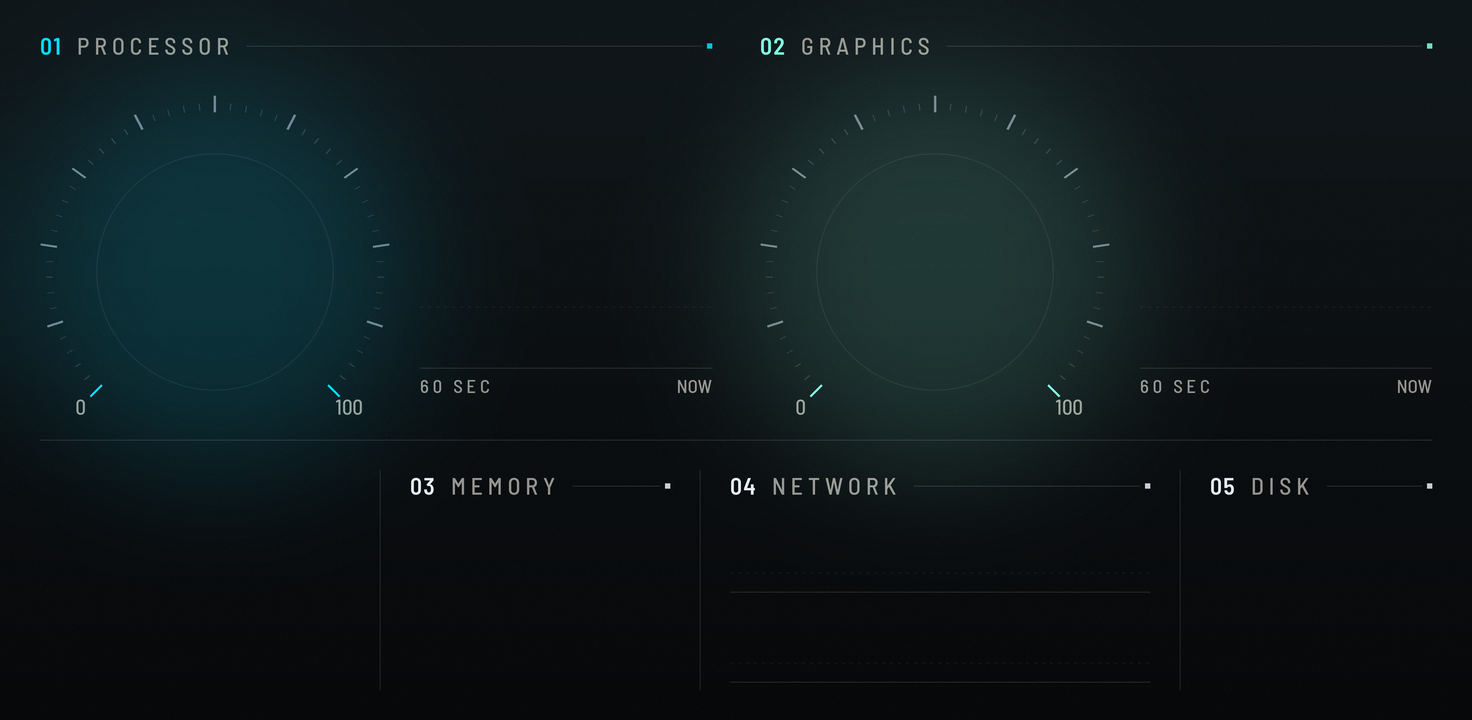 01 PROCESSOR
02 GRAPHICS
60 SEC NOW
60 SEC NOW
0 100
0 100
03 MEMORY
04 NETWORK
05 DISK